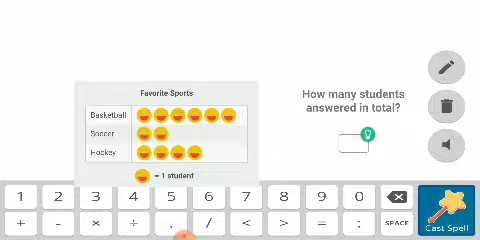 Favorite Sports
Basketball
Soccer
Hockey
= 1 student
How many students
answered in total?
1 2 3 4 5 6 7 8 9 0
+ - × ÷ . / < > = : SPACE
Cast Spell